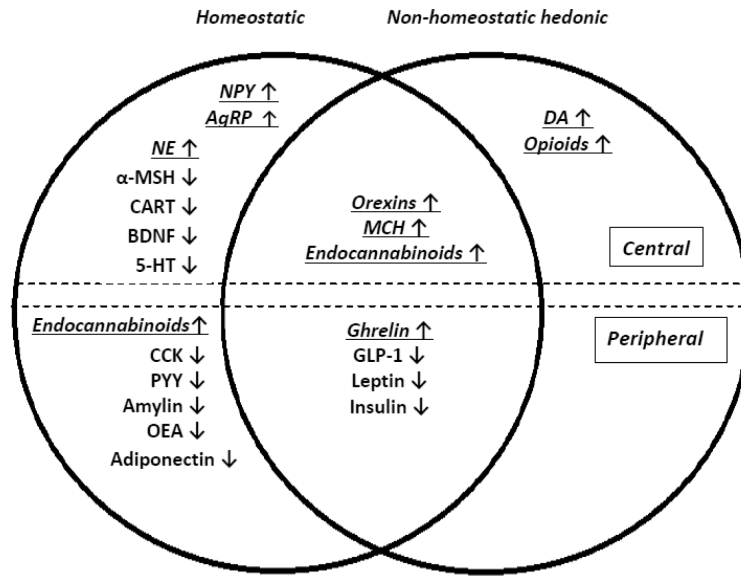 Homeostatic
Non-homeostatic hedonic
NPY ↑
AgRP ↑
NE ↑
α-MSH ↓
CART ↓
BDNF ↓
5-HT ↓
Orexins ↑
MCH ↑
Endocannabinoids ↑
DA ↑
Opioids ↑
Central
Endocannabinoids ↑
CCK ↓
PYY ↓
Amylin ↓
OEA ↓
Adiponectin ↓
Ghrelin ↑
GLP-1 ↓
Leptin ↓
Insulin ↓
Peripheral